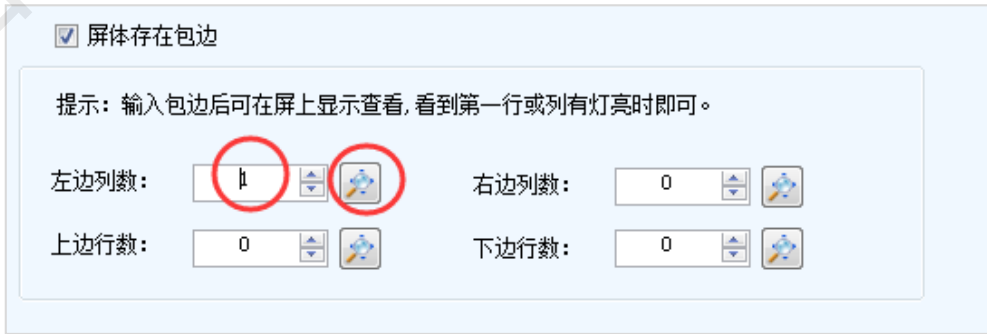 屏体存在包边
提示：输入包边后可在屏上显示查看,看到第一行或列有灯亮时即可。
左边列数： 1 右边列数： 0
上边行数： 0 下边行数： 0